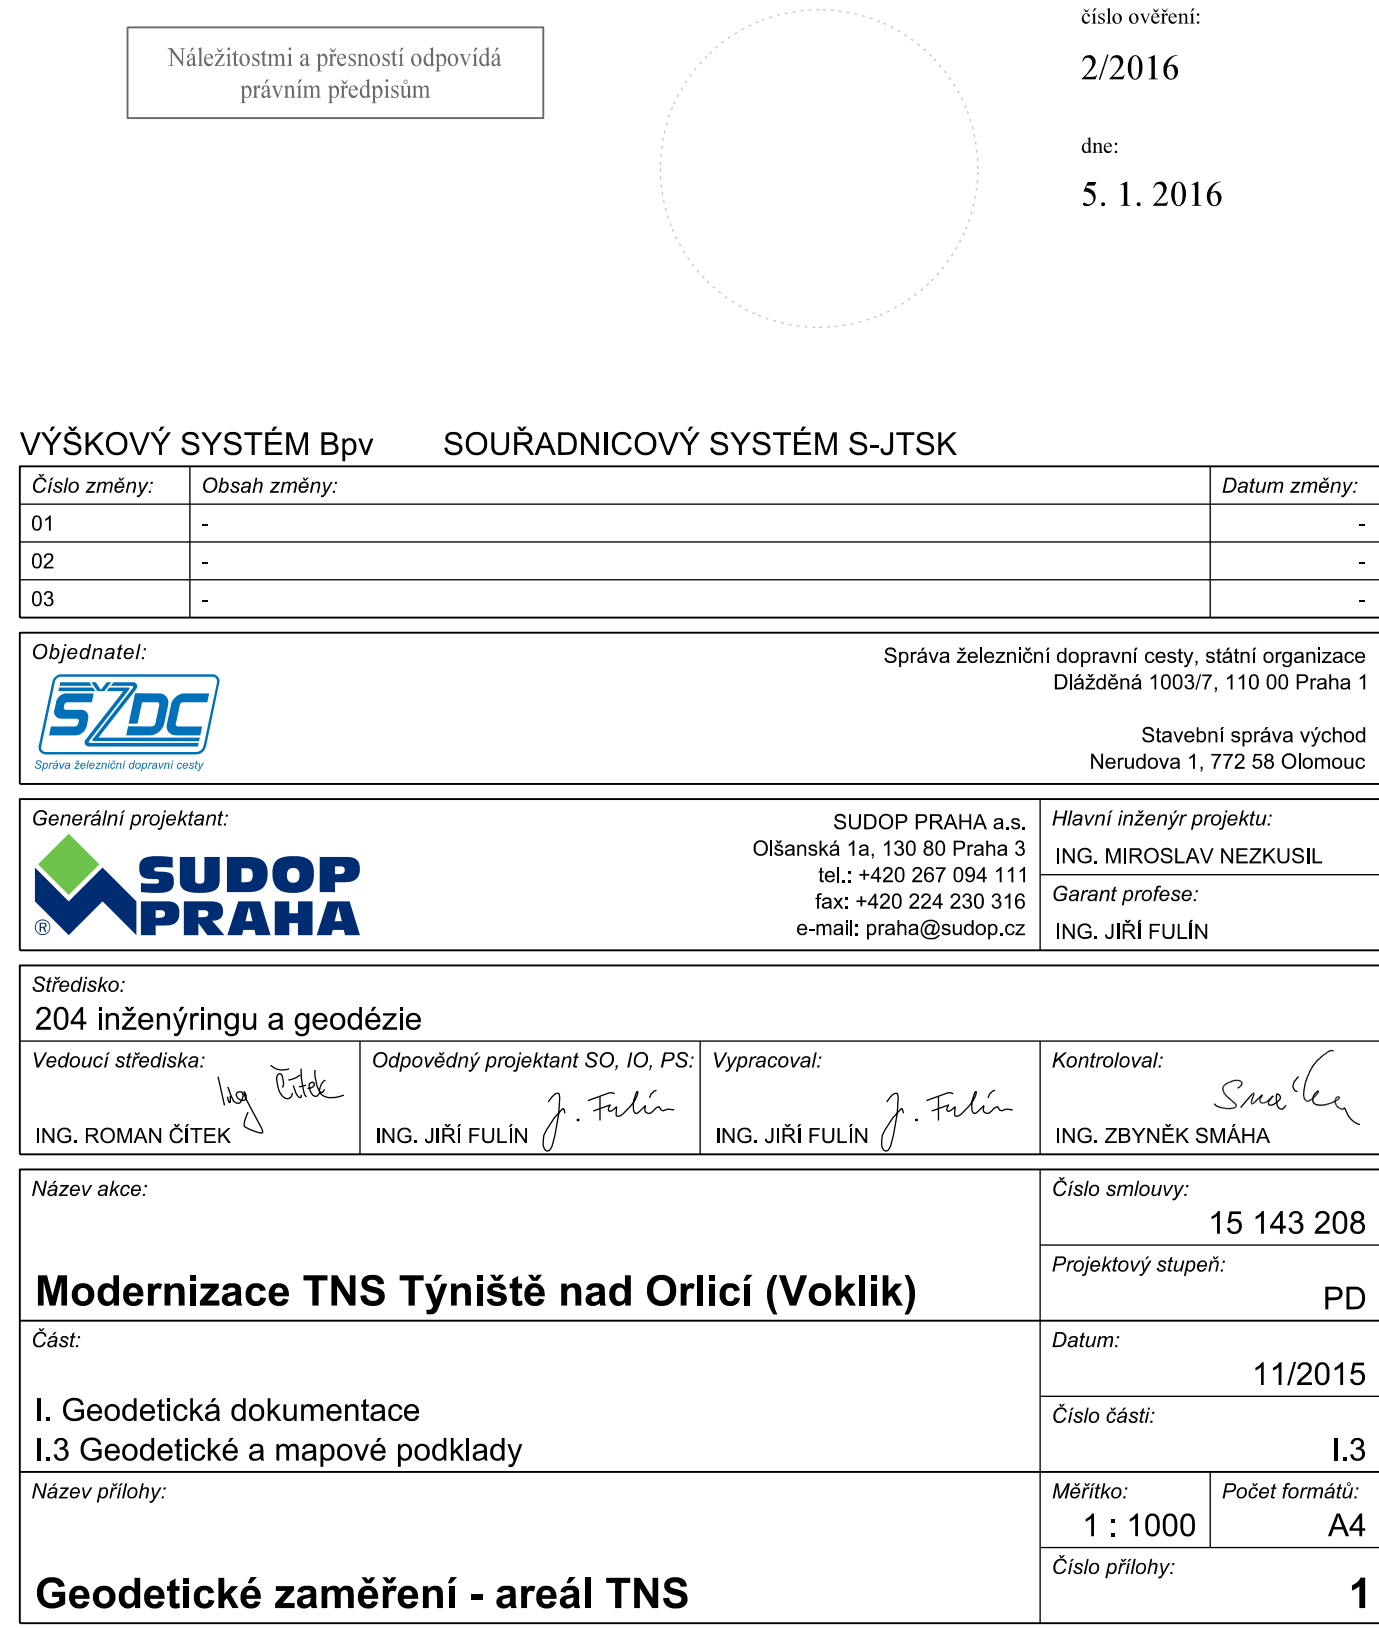 Náležitostmi a přesností odpovídá
právním předpisům
číslo ověření:
2/2016
dne:
5. 1. 2016
VÝŠKOVÝ SYSTÉM Bpv SOUŘADNICOVÝ SYSTÉM S-JTSK
Číslo změny: Obsah změny: Datum změny:
01 - -
02 - -
03 - -
Objednatel:
SŽDC
Správa železniční dopravní cesty
Správa železniční dopravní cesty, státní organizace
Dlážděná 1003/7, 110 00 Praha 1
Stavební správa východ
Nerudova 1, 772 58 Olomouc
Generální projektant:
SUDOP
PRAHA
®
SUDOP PRAHA a.s.
Olšanská 1a, 130 80 Praha 3
tel.: +420 267 094 111
fax: +420 224 230 316
e-mail: praha@sudop.cz
Hlavní inženýr projektu:
ING. MIROSLAV NEZKUSIL
Garant profese:
ING. JIŘÍ FULÍN
Středisko:
204 inženýringu a geodézie
Vedoucí střediska:
Ing. Čítek
ING. ROMAN ČÍTEK
Odpovědný projektant SO, IO, PS:
J. Fulín
ING. JIŘÍ FULÍN
Vypracoval:
J. Fulín
ING. JIŘÍ FULÍN
Kontroloval:
Smáha
ING. ZBYNĚK SMÁHA
Název akce:
Modernizace TNS Týniště nad Orlicí (Voklik)
Číslo smlouvy:
15 143 208
Projektový stupeň:
PD
Část:
I. Geodetická dokumentace
I.3 Geodetické a mapové podklady
Datum:
11/2015
Číslo části:
I.3
Název přílohy:
Geodetické zaměření - areál TNS
Měřítko:
1 : 1000
Počet formátů:
A4
Číslo přílohy:
1